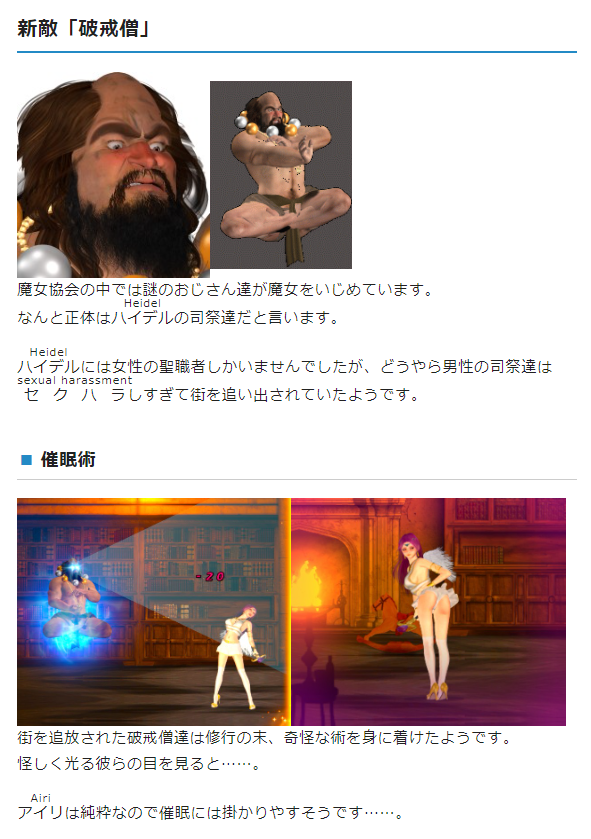 新敵「破戒僧」
魔女協会の中では謎のおじさん達が魔女をいじめています。
Heidel
なんと正体はハイデルの司祭達だと言います。
Heidel
ハイデルには女性の聖職者しかいませんでしたが、どうやら男性の司祭達は
sexual harassment
セクハラしすぎて街を追い出されていたようです。
■ 催眠術
-20
街を追放された破戒僧達は修行の末、奇怪な術を身に着けたようです。
怪しく光る彼らの目を見ると……。
Airi
アイリは純粋なので催眠には掛かりやすそうです……。